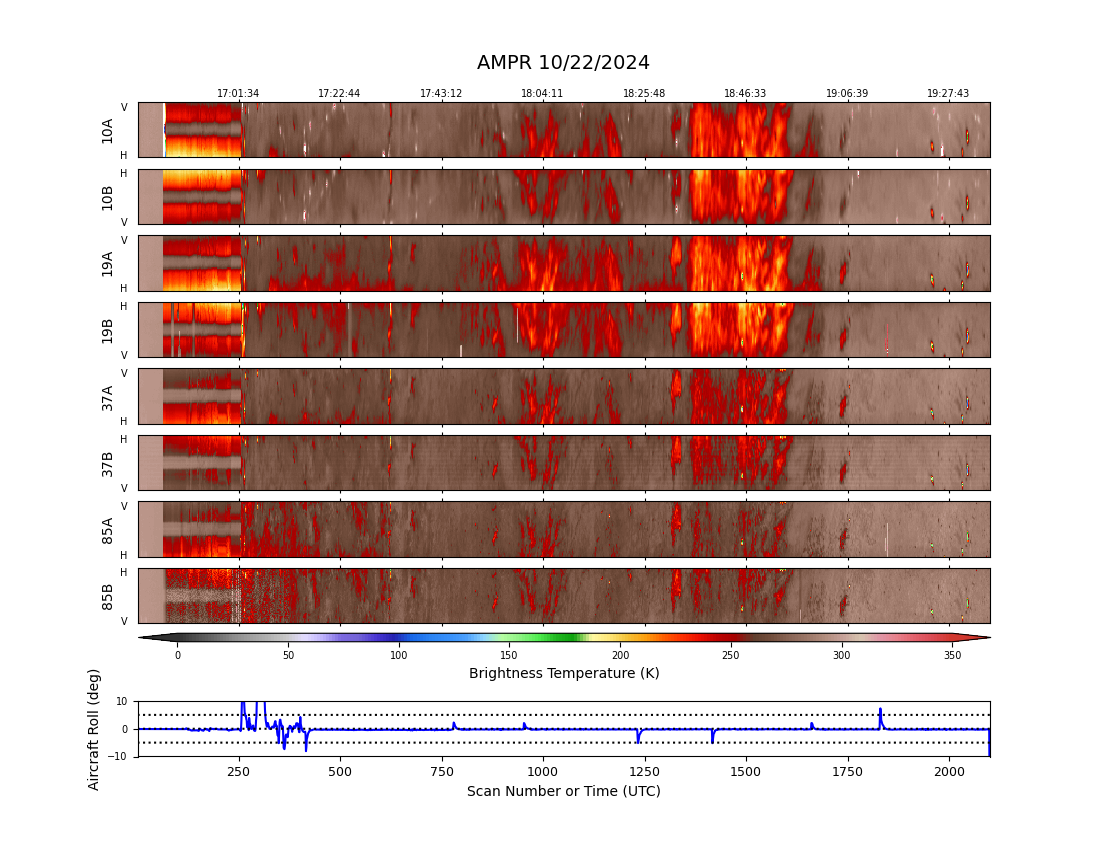 AMPR 10/22/2024
17:01:34 17:22:44 17:43:12 18:04:11 18:25:48 18:46:33 19:06:39 19:27:43
V
10A
H
H
10B
V
V
19A
H
H
19B
V
V
37A
H
H
37B
V
V
85A
H
H
85B
V
0 50 100 150 200 250 300 350
Brightness Temperature (K)
Aircraft Roll (deg)
10
0
−10
250 500 750 1000 1250 1500 1750 2000
Scan Number or Time (UTC)